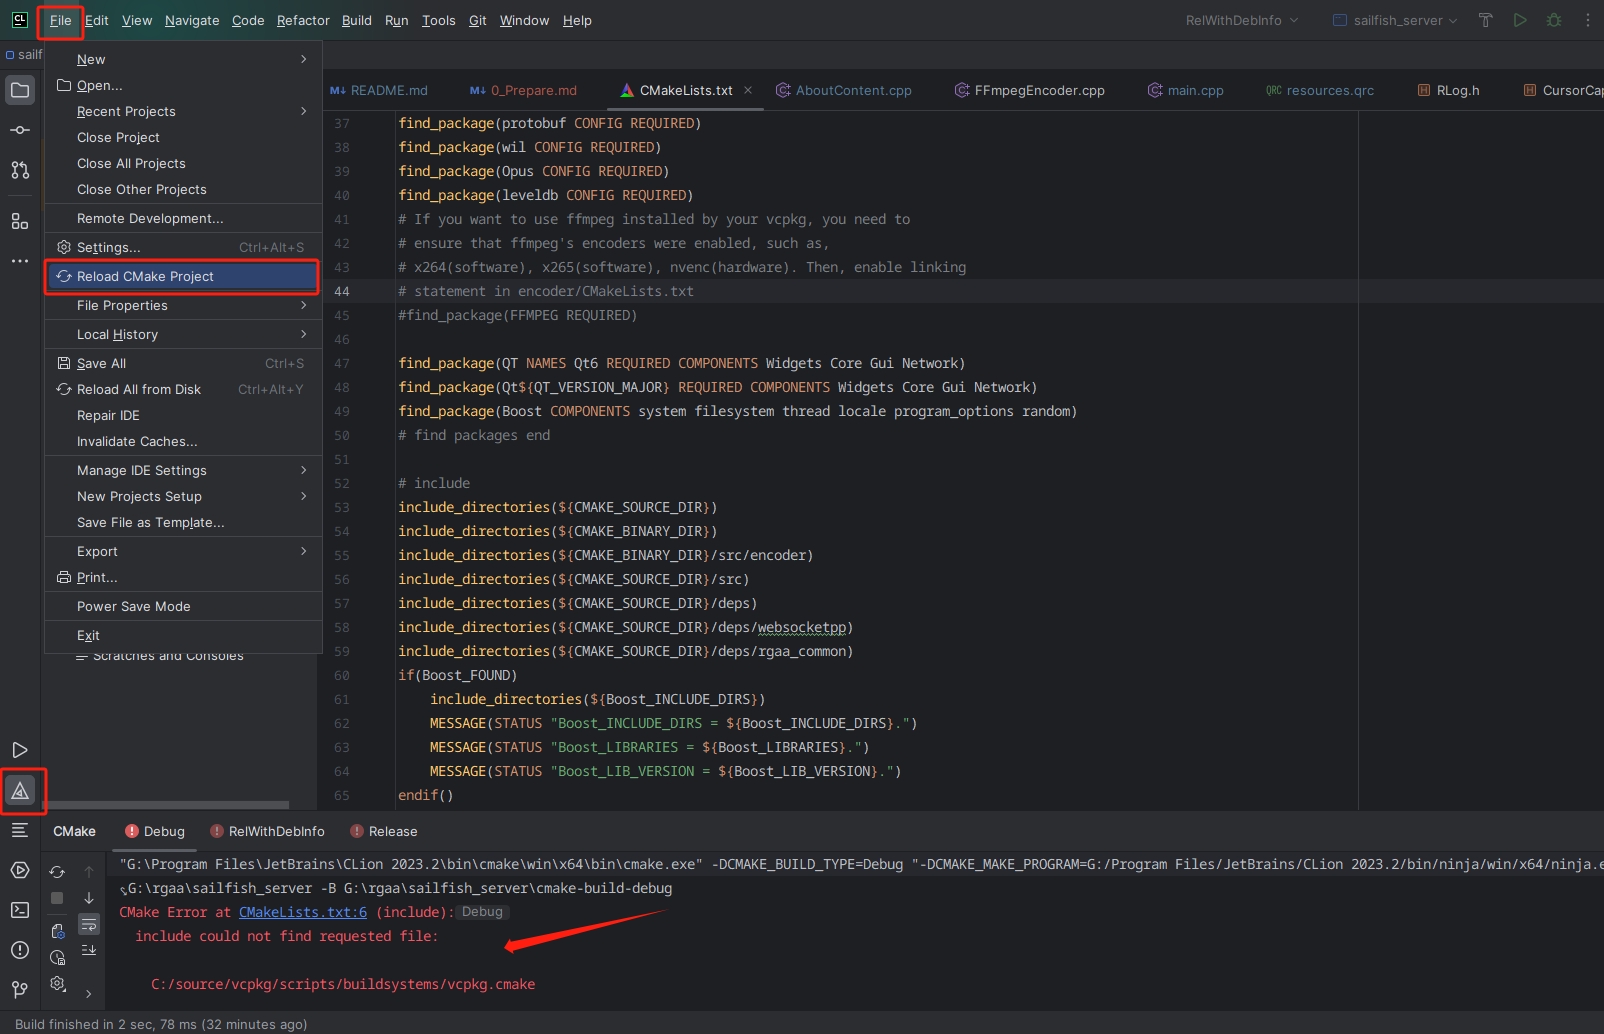 CL File Edit View Navigate Code Refactor Build Run Tools Git Window Help RelWithDebInfo sailfish_server
sailf
New
Open...
Recent Projects
Close Project
Close All Projects
Close Other Projects
Remote Development...
Settings... Ctrl+Alt+S
Reload CMake Project
File Properties
Local History
Save All Ctrl+S
Reload All from Disk Ctrl+Alt+Y
Repair IDE
Invalidate Caches...
Manage IDE Settings
New Projects Setup
Save File as Template...
Export
Print...
Power Save Mode
Exit
Scratches and Consoles
M↓ README.md M↓ 0_Prepare.md CMakeLists.txt × AboutContent.cpp FFmpegEncoder.cpp main.cpp QRC resources.qrc H RLog.h H CursorCap
37 find_package(protobuf CONFIG REQUIRED)
38 find_package(wil CONFIG REQUIRED)
39 find_package(Opus CONFIG REQUIRED)
40 find_package(leveldb CONFIG REQUIRED)
41 # If you want to use ffmpeg installed by your vcpkg, you need to
42 # ensure that ffmpeg's encoders were enabled, such as,
43 # x264(software), x265(software), nvenc(hardware). Then, enable linking
44 # statement in encoder/CMakeLists.txt
45 #find_package(FFMPEG REQUIRED)
46
47 find_package(QT NAMES Qt6 REQUIRED COMPONENTS Widgets Core Gui Network)
48 find_package(Qt${QT_VERSION_MAJOR} REQUIRED COMPONENTS Widgets Core Gui Network)
49 find_package(Boost COMPONENTS system filesystem thread locale program_options random)
50 # find packages end
51
52 # include
53 include_directories(${CMAKE_SOURCE_DIR})
54 include_directories(${CMAKE_BINARY_DIR})
55 include_directories(${CMAKE_BINARY_DIR}/src/encoder)
56 include_directories(${CMAKE_SOURCE_DIR}/src)
57 include_directories(${CMAKE_SOURCE_DIR}/deps)
58 include_directories(${CMAKE_SOURCE_DIR}/deps/websocketpp)
59 include_directories(${CMAKE_SOURCE_DIR}/deps/rgaa_common)
60 if(Boost_FOUND)
61 include_directories(${Boost_INCLUDE_DIRS})
62 MESSAGE(STATUS "Boost_INCLUDE_DIRS = ${Boost_INCLUDE_DIRS}.")
63 MESSAGE(STATUS "Boost_LIBRARIES = ${Boost_LIBRARIES}.")
64 MESSAGE(STATUS "Boost_LIB_VERSION = ${Boost_LIB_VERSION}.")
65 endif()
CMake Debug RelWithDebInfo Release
"G:\Program Files\JetBrains\CLion 2023.2\bin\cmake\win\x64\bin\cmake.exe" -DCMAKE_BUILD_TYPE=Debug "-DCMAKE_MAKE_PROGRAM=G:/Program Files/JetBrains/CLion 2023.2/bin/ninja/win/x64/ninja.e
G:\rgaa\sailfish_server -B G:\rgaa\sailfish_server\cmake-build-debug
CMake Error at CMakeLists.txt:6 (include): Debug
include could not find requested file:
C:/source/vcpkg/scripts/buildsystems/vcpkg.cmake
Build finished in 2 sec, 78 ms (32 minutes ago)